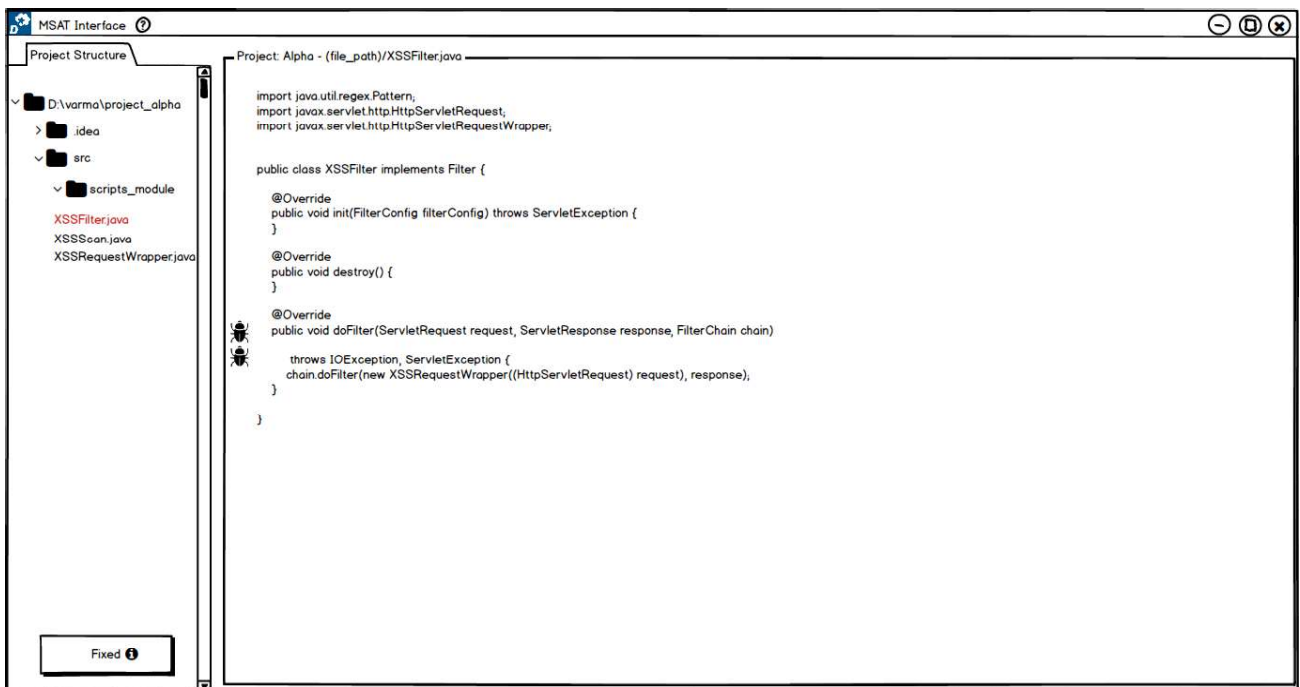 MSAT Interface ?
Project Structure
D:\varma\project_alpha
.idea
src
scripts_module
XSSFilter.java
XSSScan.java
XSSRequestWrapper.java
Fixed i
Project: Alpha - (file_path)/XSSFilter.java
import java.util.regex.Pattern;
import javax.servlet.http.HttpServletRequest;
import javax.servlet.http.HttpServletRequestWrapper;
public class XSSFilter implements Filter {
@Override
public void init(FilterConfig filterConfig) throws ServletException {
}
@Override
public void destroy() {
}
@Override
public void doFilter(ServletRequest request, ServletResponse response, FilterChain chain)
throws IOException, ServletException {
chain.doFilter(new XSSRequestWrapper((HttpServletRequest) request), response);
}
}